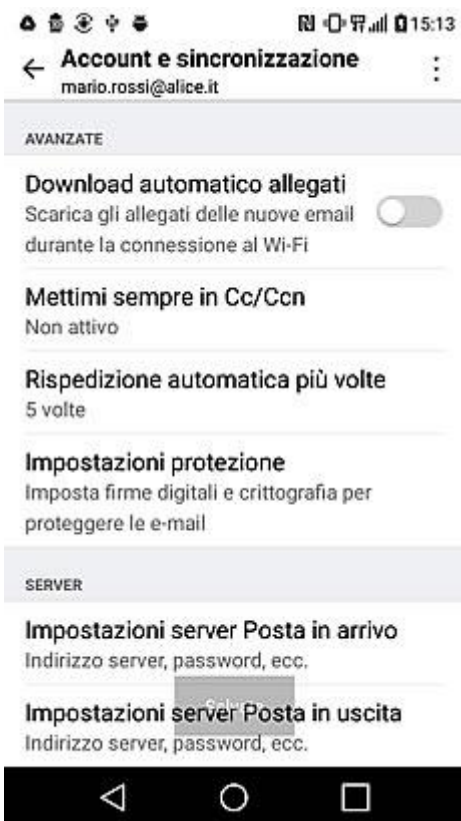 15:13
Account e sincronizzazione
mario.rossi@alice.it
AVANZATE
Download automatico allegati
Scarica gli allegati delle nuove email
durante la connessione al Wi-Fi
Mettimi sempre in Cc/Ccn
Non attivo
Rispedizione automatica più volte
5 volte
Impostazioni protezione
Imposta firme digitali e crittografia per
proteggere le e-mail
SERVER
Impostazioni server Posta in arrivo
Indirizzo server, password, ecc.
Impostazioni server Posta in uscita
Indirizzo server, password, ecc.